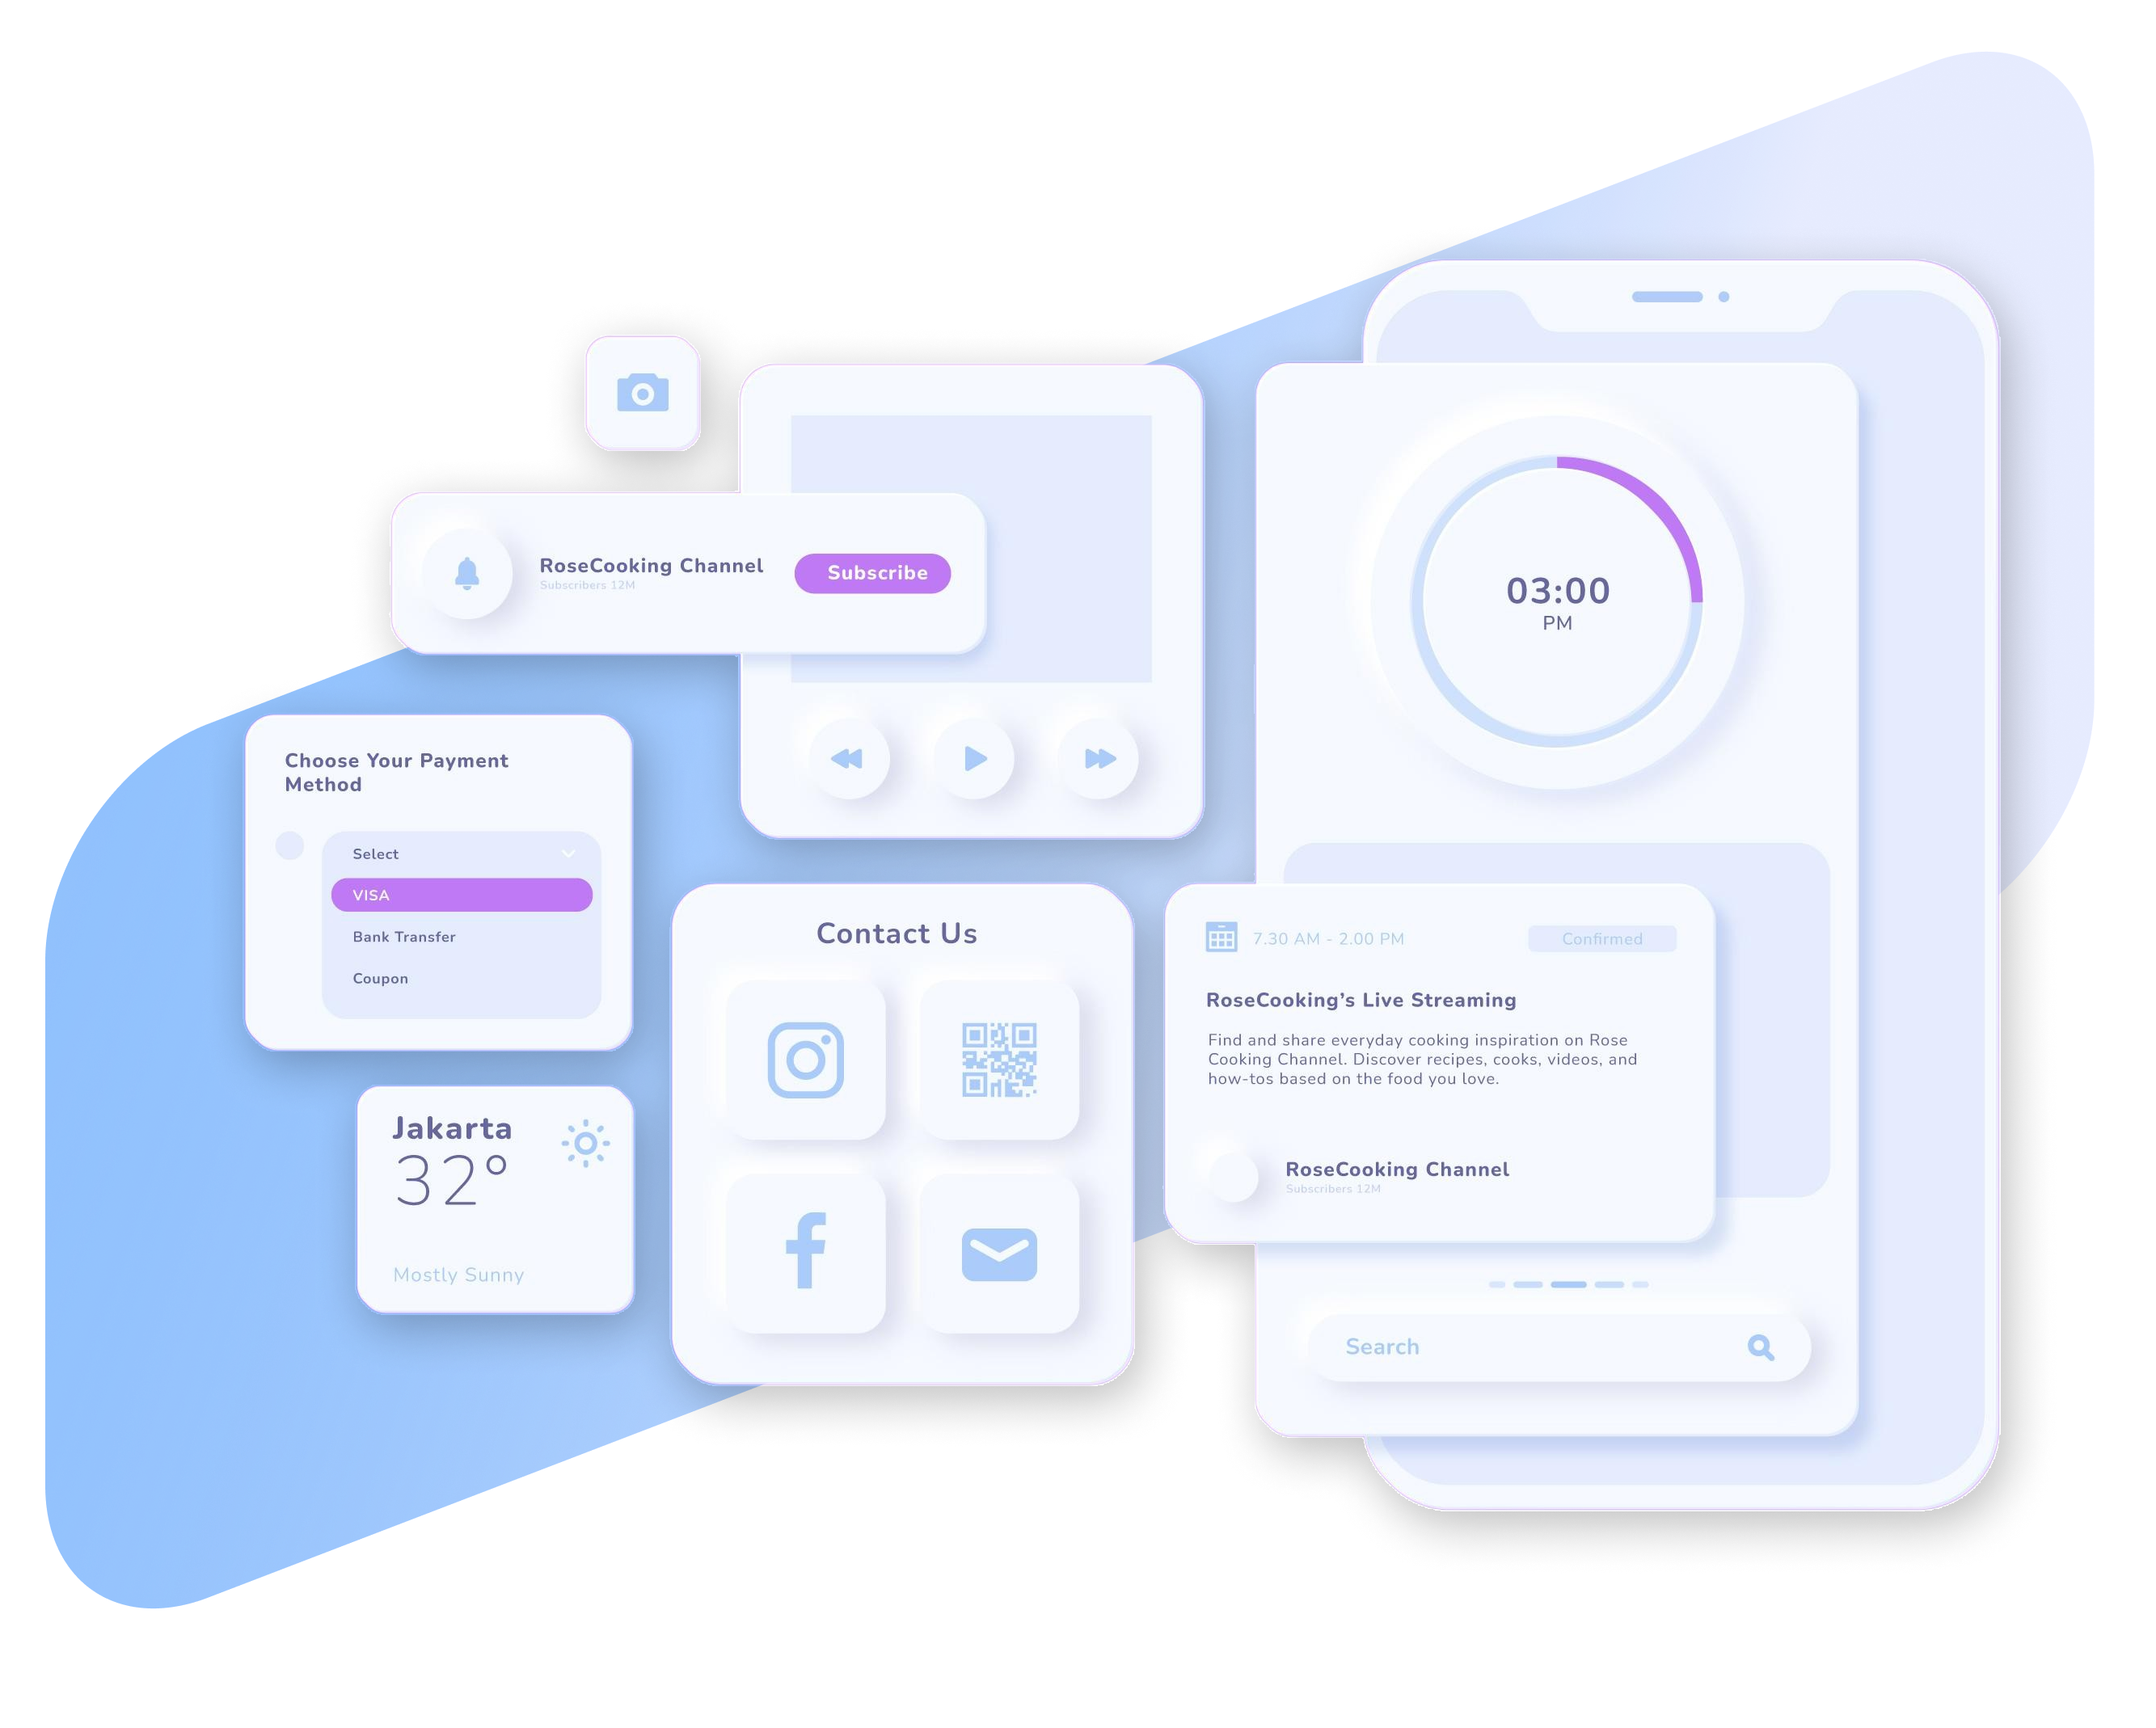 RoseCooking Channel
Subscribers 12M
Subscribe
Choose Your Payment
Method
Select
VISA
Bank Transfer
Coupon
Jakarta
32°
Mostly Sunny
Contact Us
03:00
PM
7.30 AM - 2.00 PM
Confirmed
RoseCooking’s Live Streaming
Find and share everyday cooking inspiration on Rose
Cooking Channel. Discover recipes, cooks, videos, and
how-tos based on the food you love.
RoseCooking Channel
Subscribers 12M
Search